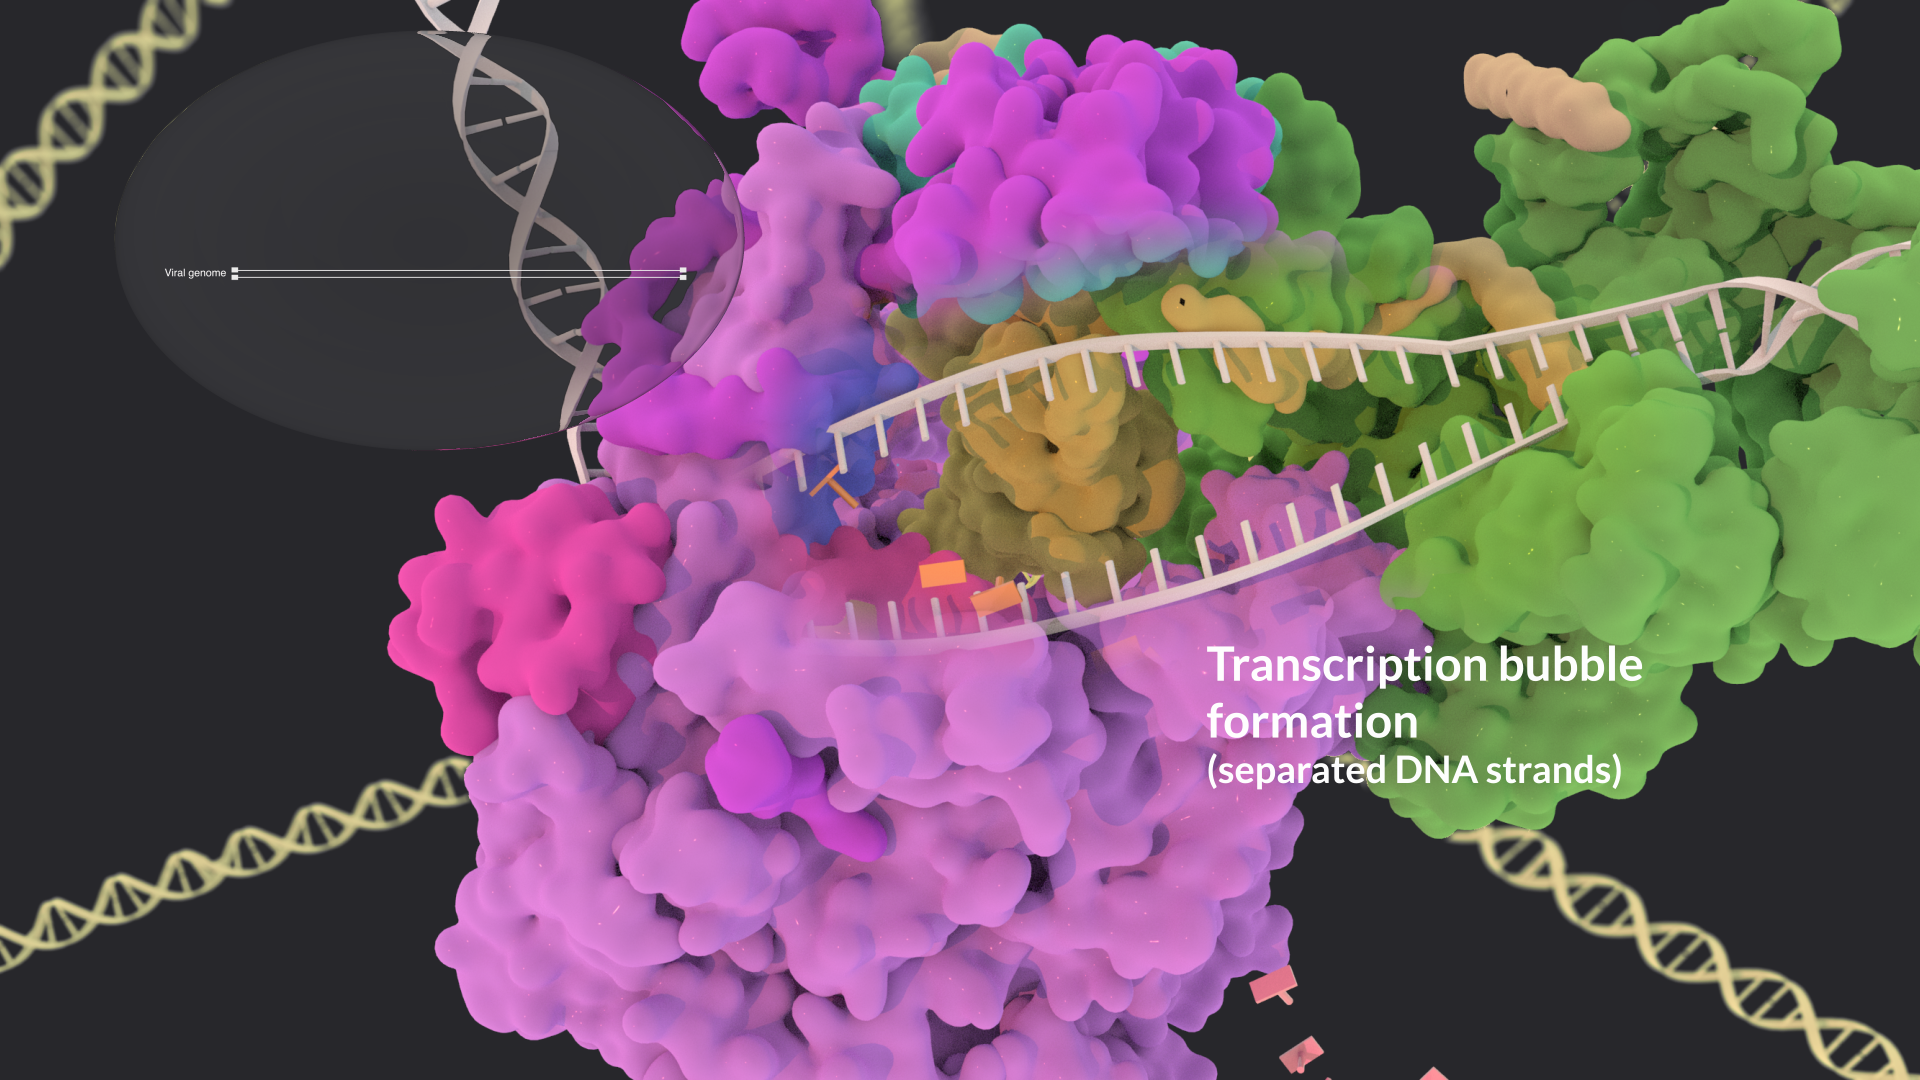 Viral genome
Transcription bubble
formation
(separated DNA strands)